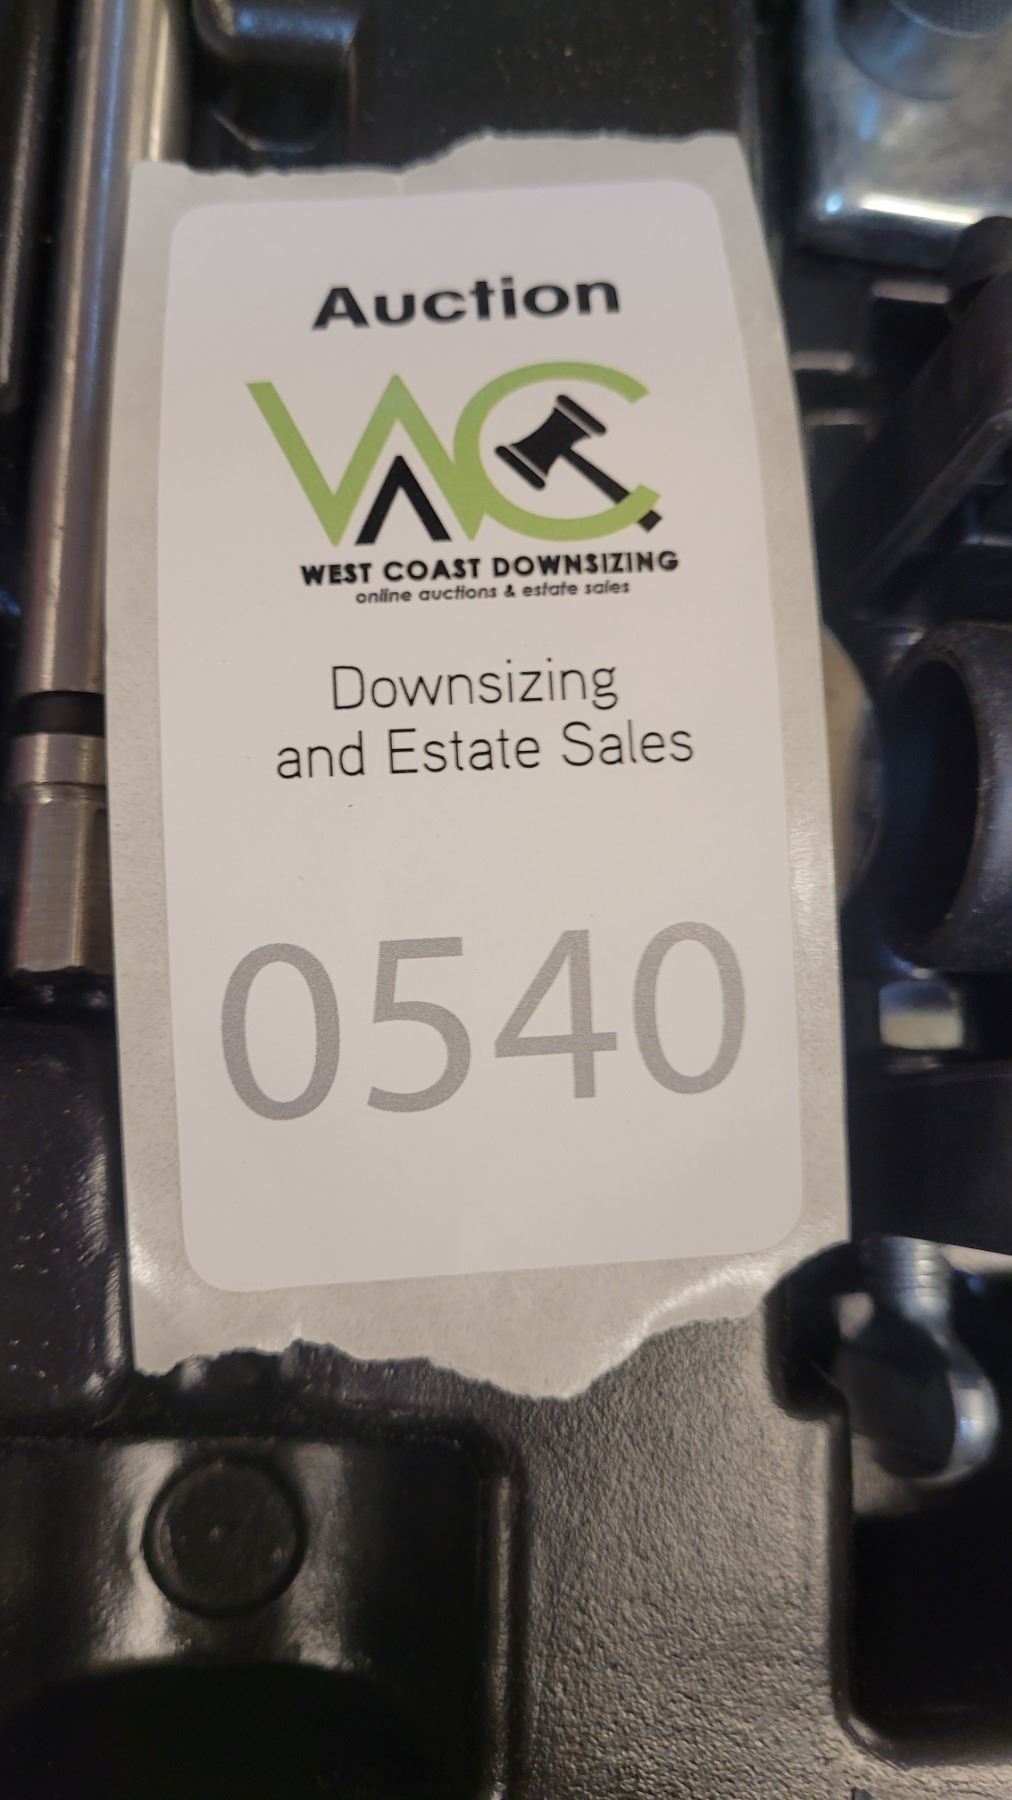 Auction
WC
WEST COAST DOWNSIZING
online auctions & estate sales
Downsizing
and Estate Sales
0540